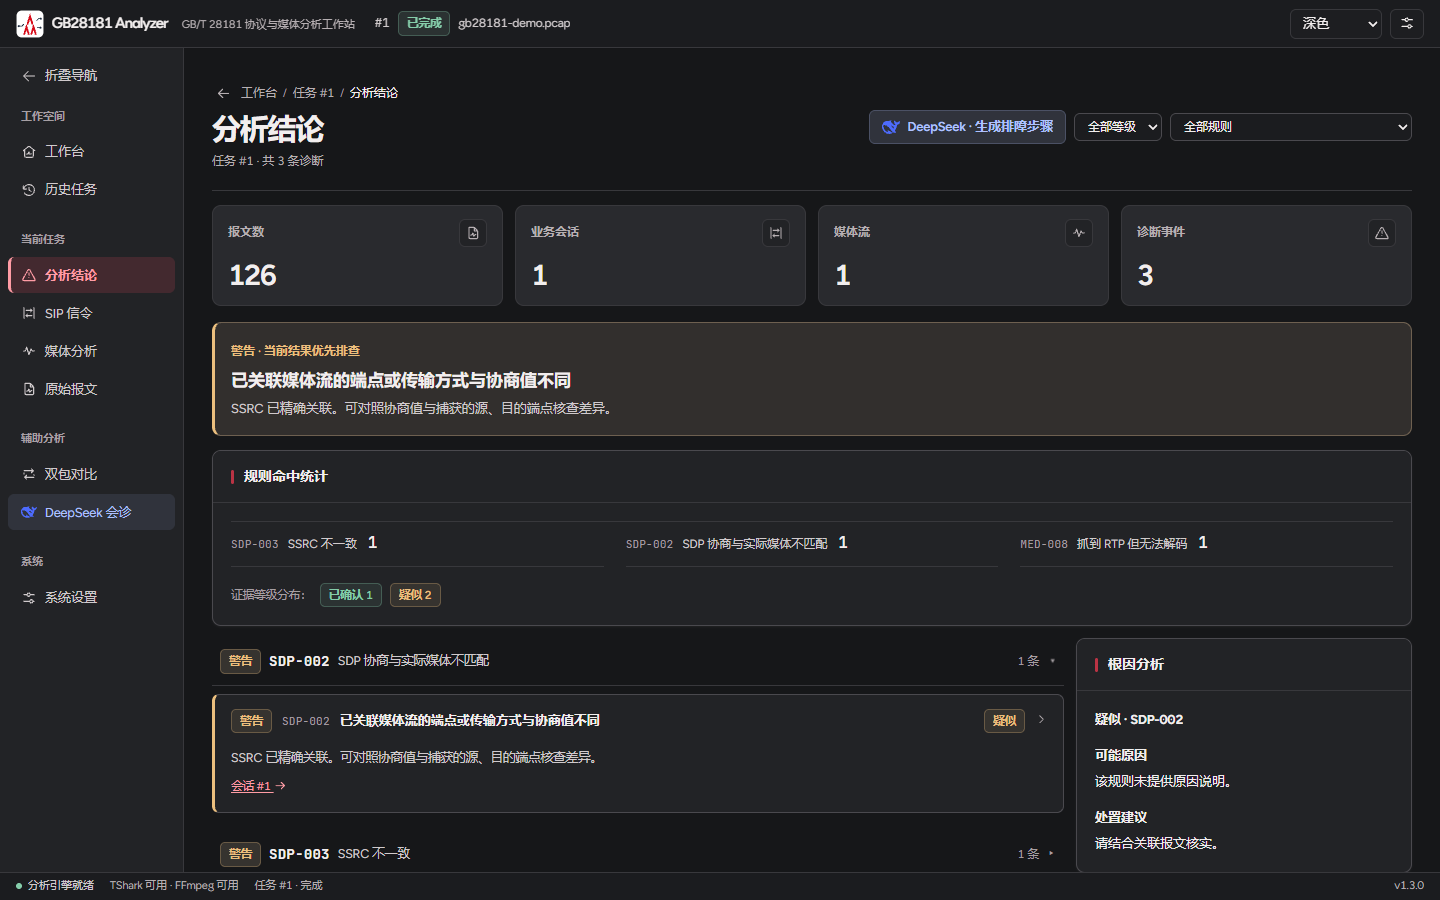 GB28181 Analyzer GB/T 28181 协议与媒体分析工作站 #1 已完成 gb28181-demo.pcap 深色
折叠导航
工作空间
工作台
历史任务
当前任务
分析结论
SIP 信令
媒体分析
原始报文
辅助分析
双包对比
DeepSeek 会诊
系统
系统设置
← 工作台 / 任务 #1 / 分析结论
分析结论
任务 #1 · 共 3 条诊断
DeepSeek · 生成排障步骤 全部等级 全部规则
报文数 业务会话 媒体流 诊断事件
126 1 1 3
警告 · 当前结果优先排查
已关联媒体流的端点或传输方式与协商值不同
SSRC 已精确关联。可对照协商值与捕获的源、目的端点核查差异。
规则命中统计
SDP-003 SSRC 不一致 1 SDP-002 SDP 协商与实际媒体不匹配 1 MED-008 抓到 RTP 但无法解码 1
证据等级分布: 已确认 1 疑似 2
警告 SDP-002 SDP 协商与实际媒体不匹配 1 条
警告 SDP-002 已关联媒体流的端点或传输方式与协商值不同 疑似
SSRC 已精确关联。可对照协商值与捕获的源、目的端点核查差异。
会话 #1 →
警告 SDP-003 SSRC 不一致 1 条
根因分析
疑似 · SDP-002
可能原因
该规则未提供原因说明。
处置建议
请结合关联报文核实。
分析引擎就绪 TShark 可用 · FFmpeg 可用 任务 #1 · 完成 v1.3.0